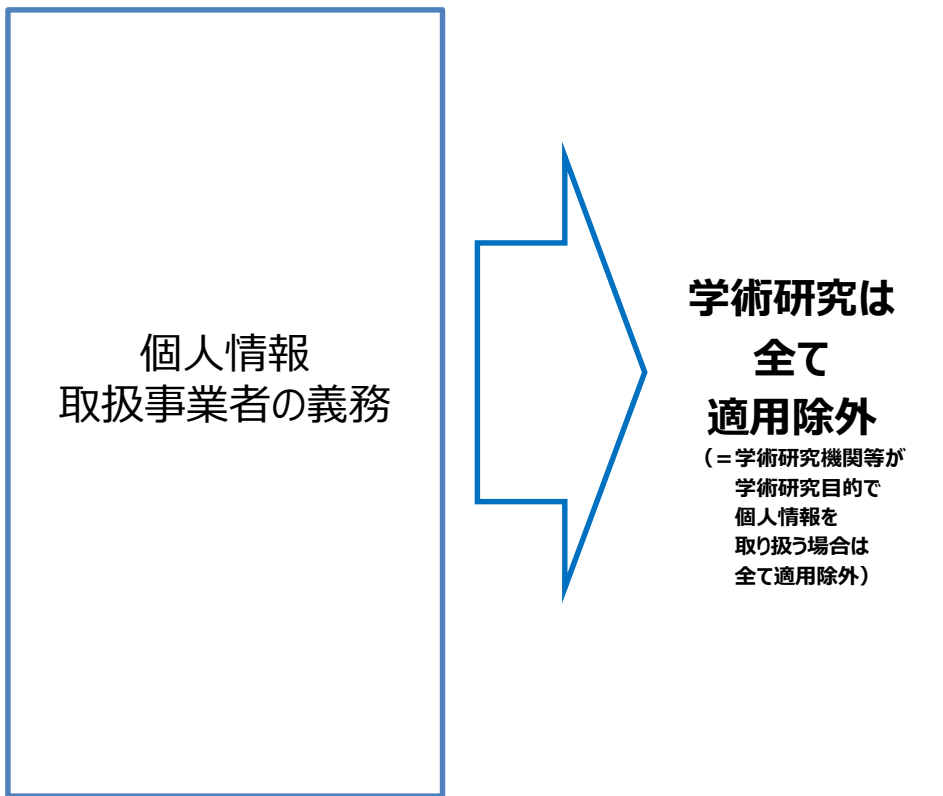 個人情報
取扱事業者の義務
学術研究は
全て
適用除外
（＝学術研究機関等が
学術研究目的で
個人情報を
取り扱う場合は
全て適用除外）